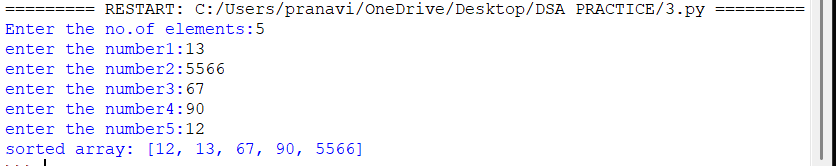 ========= RESTART: C:/Users/pranavi/OneDrive/Desktop/DSA PRACTICE/3.py =========
Enter the no.of elements:5
enter the number1:13
enter the number2:5566
enter the number3:67
enter the number4:90
enter the number5:12
sorted array: [12, 13, 67, 90, 5566]